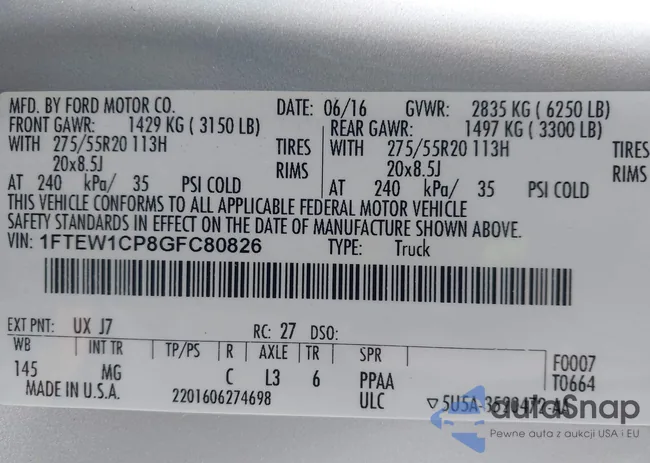 MFD. BY FORD MOTOR CO. DATE: 06/16 GVWR: 2835 KG ( 6250 LB)
FRONT GAWR: 1429 KG ( 3150 LB) REAR GAWR: 1497 KG ( 3300 LB)
WITH 275/55R20 113H TIRES WITH 275/55R20 113H TIRES
20x8.5J RIMS 20x8.5J RIMS
AT 240 kPa/ 35 PSI COLD AT 240 kPa/ 35 PSI COLD
THIS VEHICLE CONFORMS TO ALL APPLICABLE FEDERAL MOTOR VEHICLE
SAFETY STANDARDS IN EFFECT ON THE DATE OF MANUFACTURE SHOWN ABOVE.
VIN: 1FTEW1CP8GFC80826 TYPE: Truck
EXT PNT: UX J7 RC: 27 DSO:
WB INT TR TP/PS R AXLE TR SPR
145 MG C L3 6 PPAA F0007
MADE IN U.S.A. 2201606274698 ULC T0664
5U5A-3520472-AA
autoSnap
Pewne auta z aukcji USA i EU